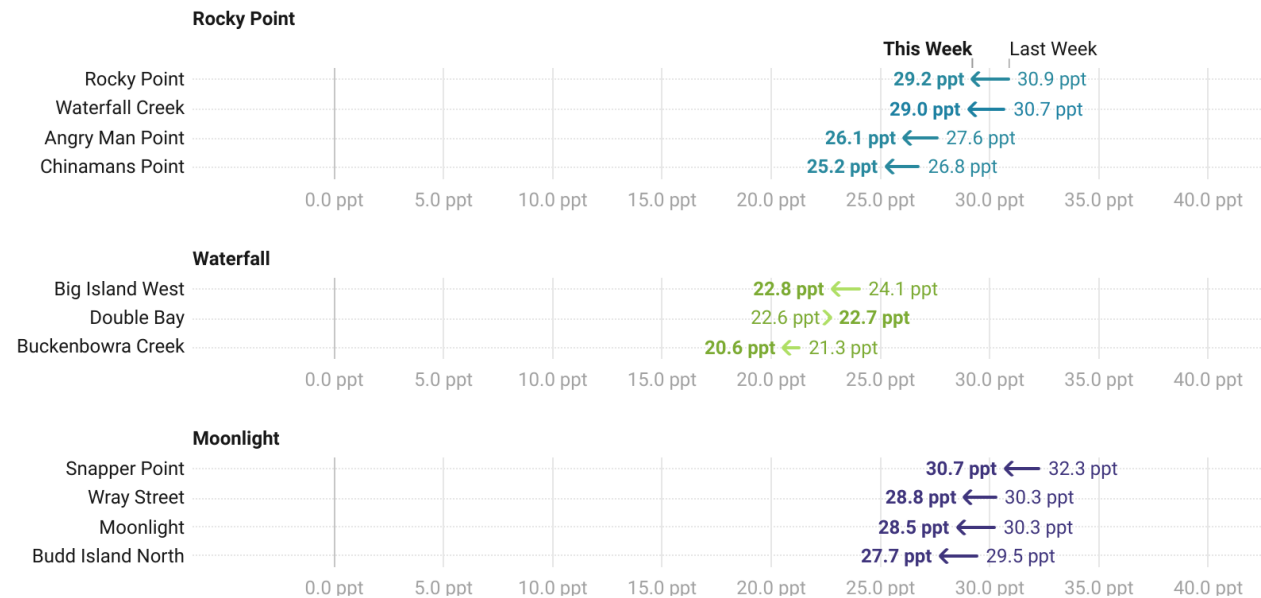 Rocky Point
This Week Last Week
Rocky Point 29.2 ppt 30.9 ppt
Waterfall Creek 29.0 ppt 30.7 ppt
Angry Man Point 26.1 ppt 27.6 ppt
Chinamans Point 25.2 ppt 26.8 ppt
0.0 ppt 5.0 ppt 10.0 ppt 15.0 ppt 20.0 ppt 25.0 ppt 30.0 ppt 35.0 ppt 40.0 ppt
Waterfall
Big Island West 22.8 ppt 24.1 ppt
Double Bay 22.6 ppt 22.7 ppt
Buckenbowra Creek 20.6 ppt 21.3 ppt
0.0 ppt 5.0 ppt 10.0 ppt 15.0 ppt 20.0 ppt 25.0 ppt 30.0 ppt 35.0 ppt 40.0 ppt
Moonlight
Snapper Point 30.7 ppt 32.3 ppt
Wray Street 28.8 ppt 30.3 ppt
Moonlight 28.5 ppt 30.3 ppt
Budd Island North 27.7 ppt 29.5 ppt
0.0 ppt 5.0 ppt 10.0 ppt 15.0 ppt 20.0 ppt 25.0 ppt 30.0 ppt 35.0 ppt 40.0 ppt